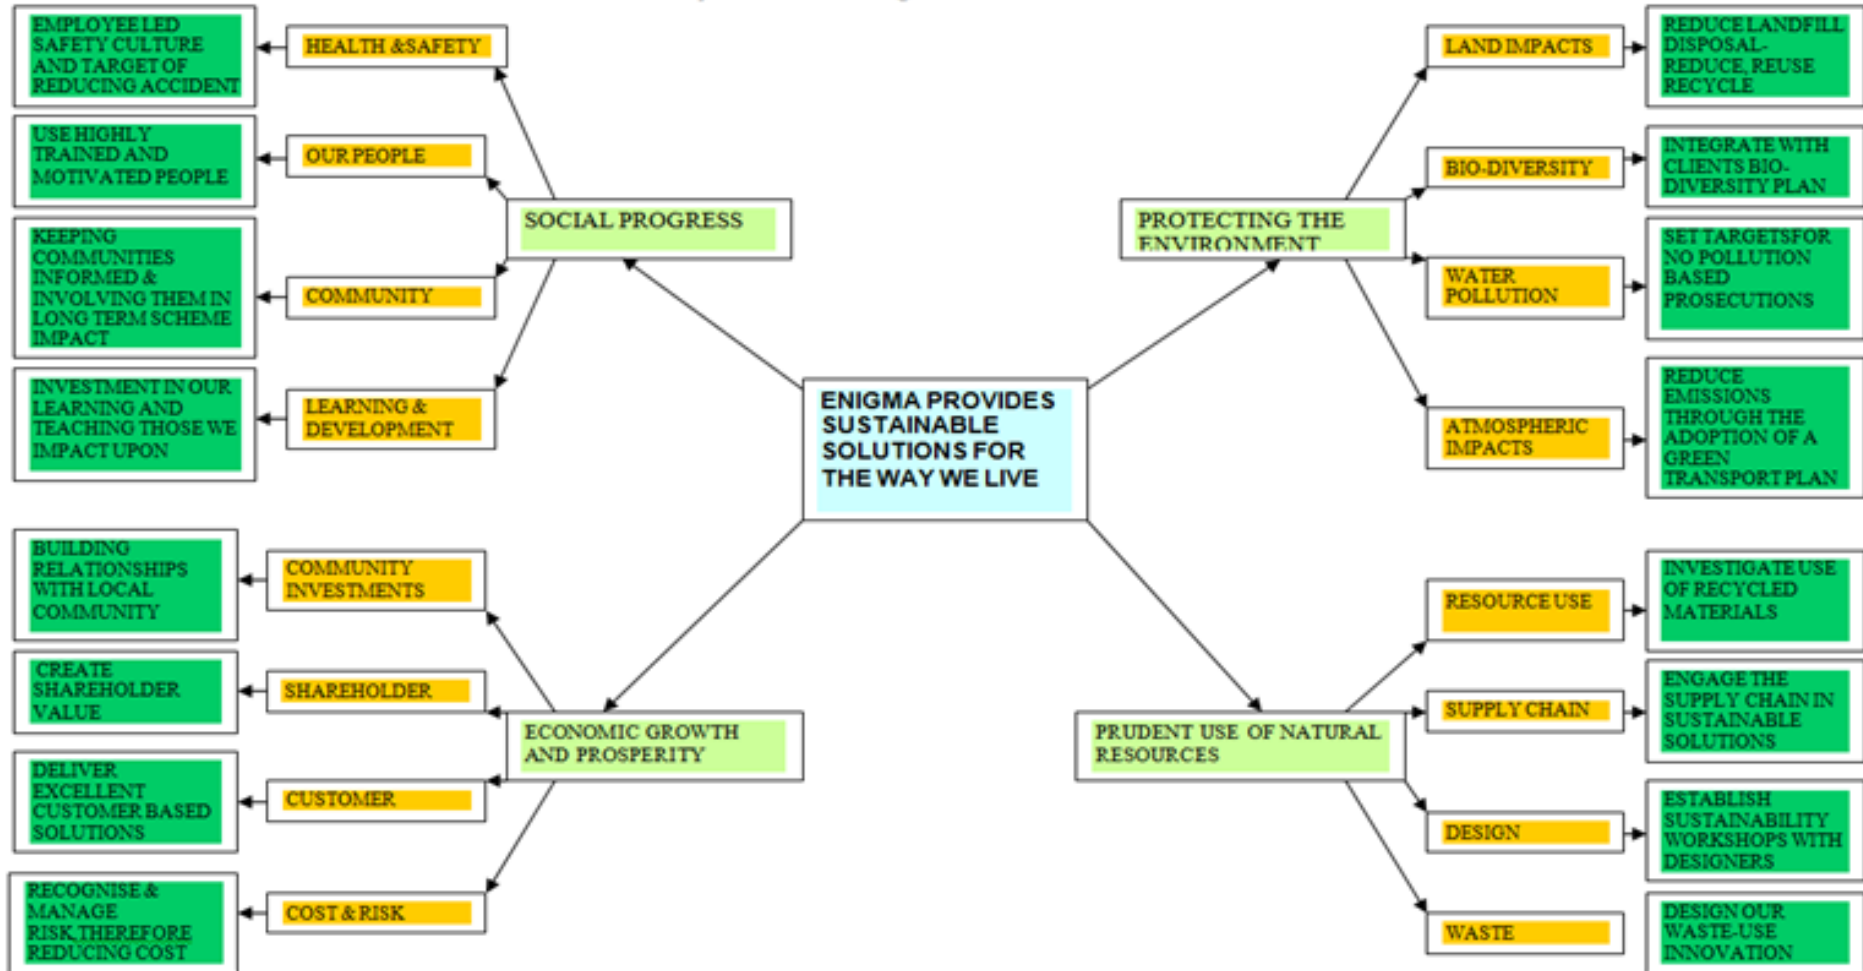 EMPLOYEE LED
SAFETY CULTURE
AND TARGET OF
REDUCING ACCIDENT
HEALTH &SAFETY
USE HIGHLY
TRAINED AND
MOTIVATED PEOPLE
OUR PEOPLE
KEEPING
COMMUNITIES
INFORMED &
INVOLVING THEM IN
LONG TERM SCHEME
IMPACT
COMMUNITY
INVESTMENT IN OUR
LEARNING AND
TEACHING THOSE WE
IMPACT UPON
LEARNING &
DEVELOPMENT
SOCIAL PROGRESS
PROTECTING THE
ENVIRONMENT
LAND IMPACTS
REDUCE LANDFILL
DISPOSAL-
REDUCE, REUSE
RECYCLE
BIO-DIVERSITY
INTEGRATE WITH
CLIENTS BIO-
DIVERSITY PLAN
WATER
POLLUTION
SET TARGETSFOR
NO POLLUTION
BASED
PROSECUTIONS
ATMOSPHERIC
IMPACTS
REDUCE
EMISSIONS
THROUGH THE
ADOPTION OF A
GREEN
TRANSPORT PLAN
ENIGMA PROVIDES
SUSTAINABLE
SOLUTIONS FOR
THE WAY WE LIVE
BUILDING
RELATIONSHIPS
WITH LOCAL
COMMUNITY
COMMUNITY
INVESTMENTS
CREATE
SHAREHOLDER
VALUE
SHAREHOLDER
DELIVER
EXCELLENT
CUSTOMER BASED
SOLUTIONS
CUSTOMER
RECOGNISE &
MANAGE
RISK,THEREFORE
REDUCING COST
COST & RISK
ECONOMIC GROWTH
AND PROSPERITY
PRUDENT USE OF NATURAL
RESOURCES
RESOURCE USE
INVESTIGATE USE
OF RECYCLED
MATERIALS
SUPPLY CHAIN
ENGAGE THE
SUPPLY CHAIN IN
SUSTAINABLE
SOLUTIONS
DESIGN
ESTABLISH
SUSTAINABILITY
WORKSHOPS WITH
DESIGNERS
WASTE
DESIGN OUR
WASTE-USE
INNOVATION